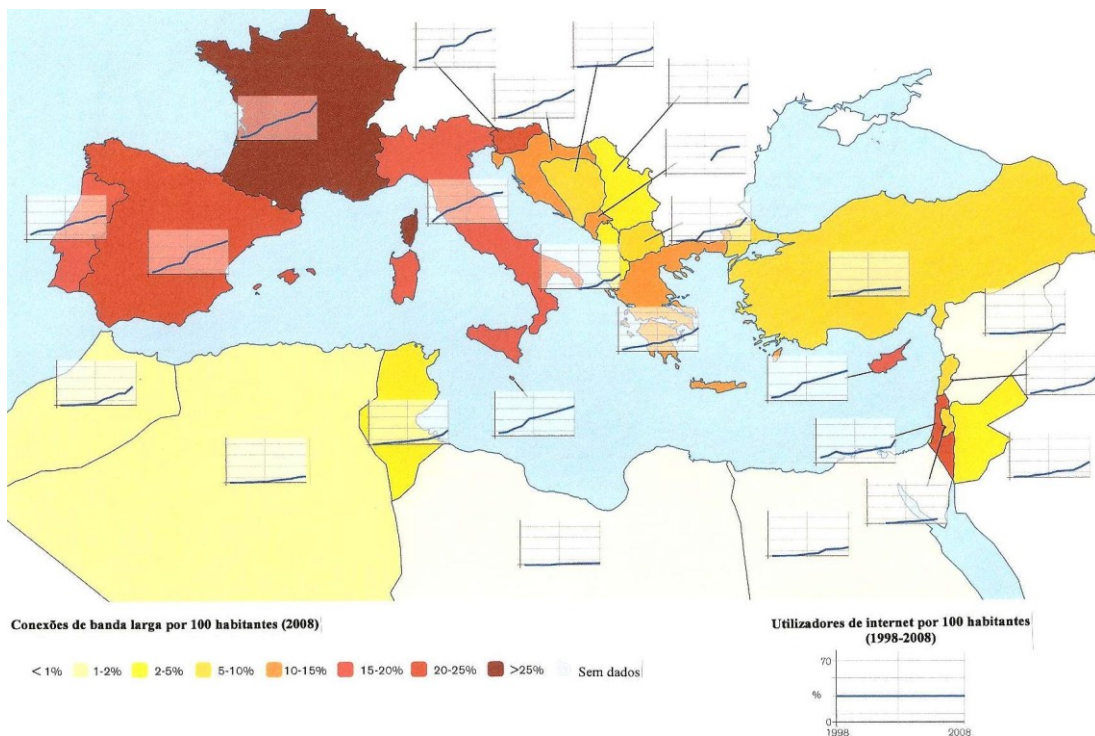 Conexões de banda larga por 100 habitantes (2008)
< 1% 1-2% 2-5% 5-10% 10-15% 15-20% 20-25% >25% Sem dados
Utilizadores de internet por 100 habitantes
(1998-2008)
70
%
0
1998 2008